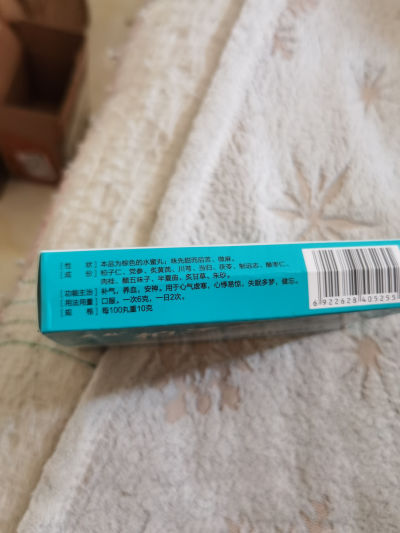 [性 状] 本品为棕色的水蜜丸；味先甜而后苦、微麻。
[成 份] 柏子仁、党参、炙黄芪、川芎、当归、茯苓、制远志、酸枣仁、
肉桂、醋五味子、半夏曲、炙甘草、朱砂。
[功能主治] 补气，养血，安神。用于心气虚寒，心悸易惊，失眠多梦，健忘。
[用法用量] 口服。一次6克，一日2次。
[规 格] 每100丸重10克
6 922628 405255